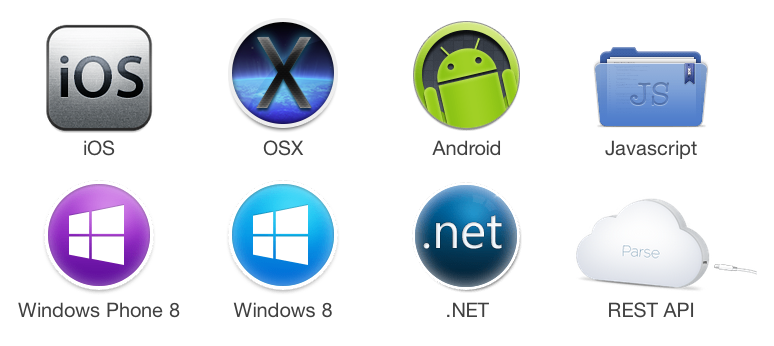 iOS
X
JS
iOS
OSX
Android
Javascript
.net
Parse
Windows Phone 8
Windows 8
.NET
REST API